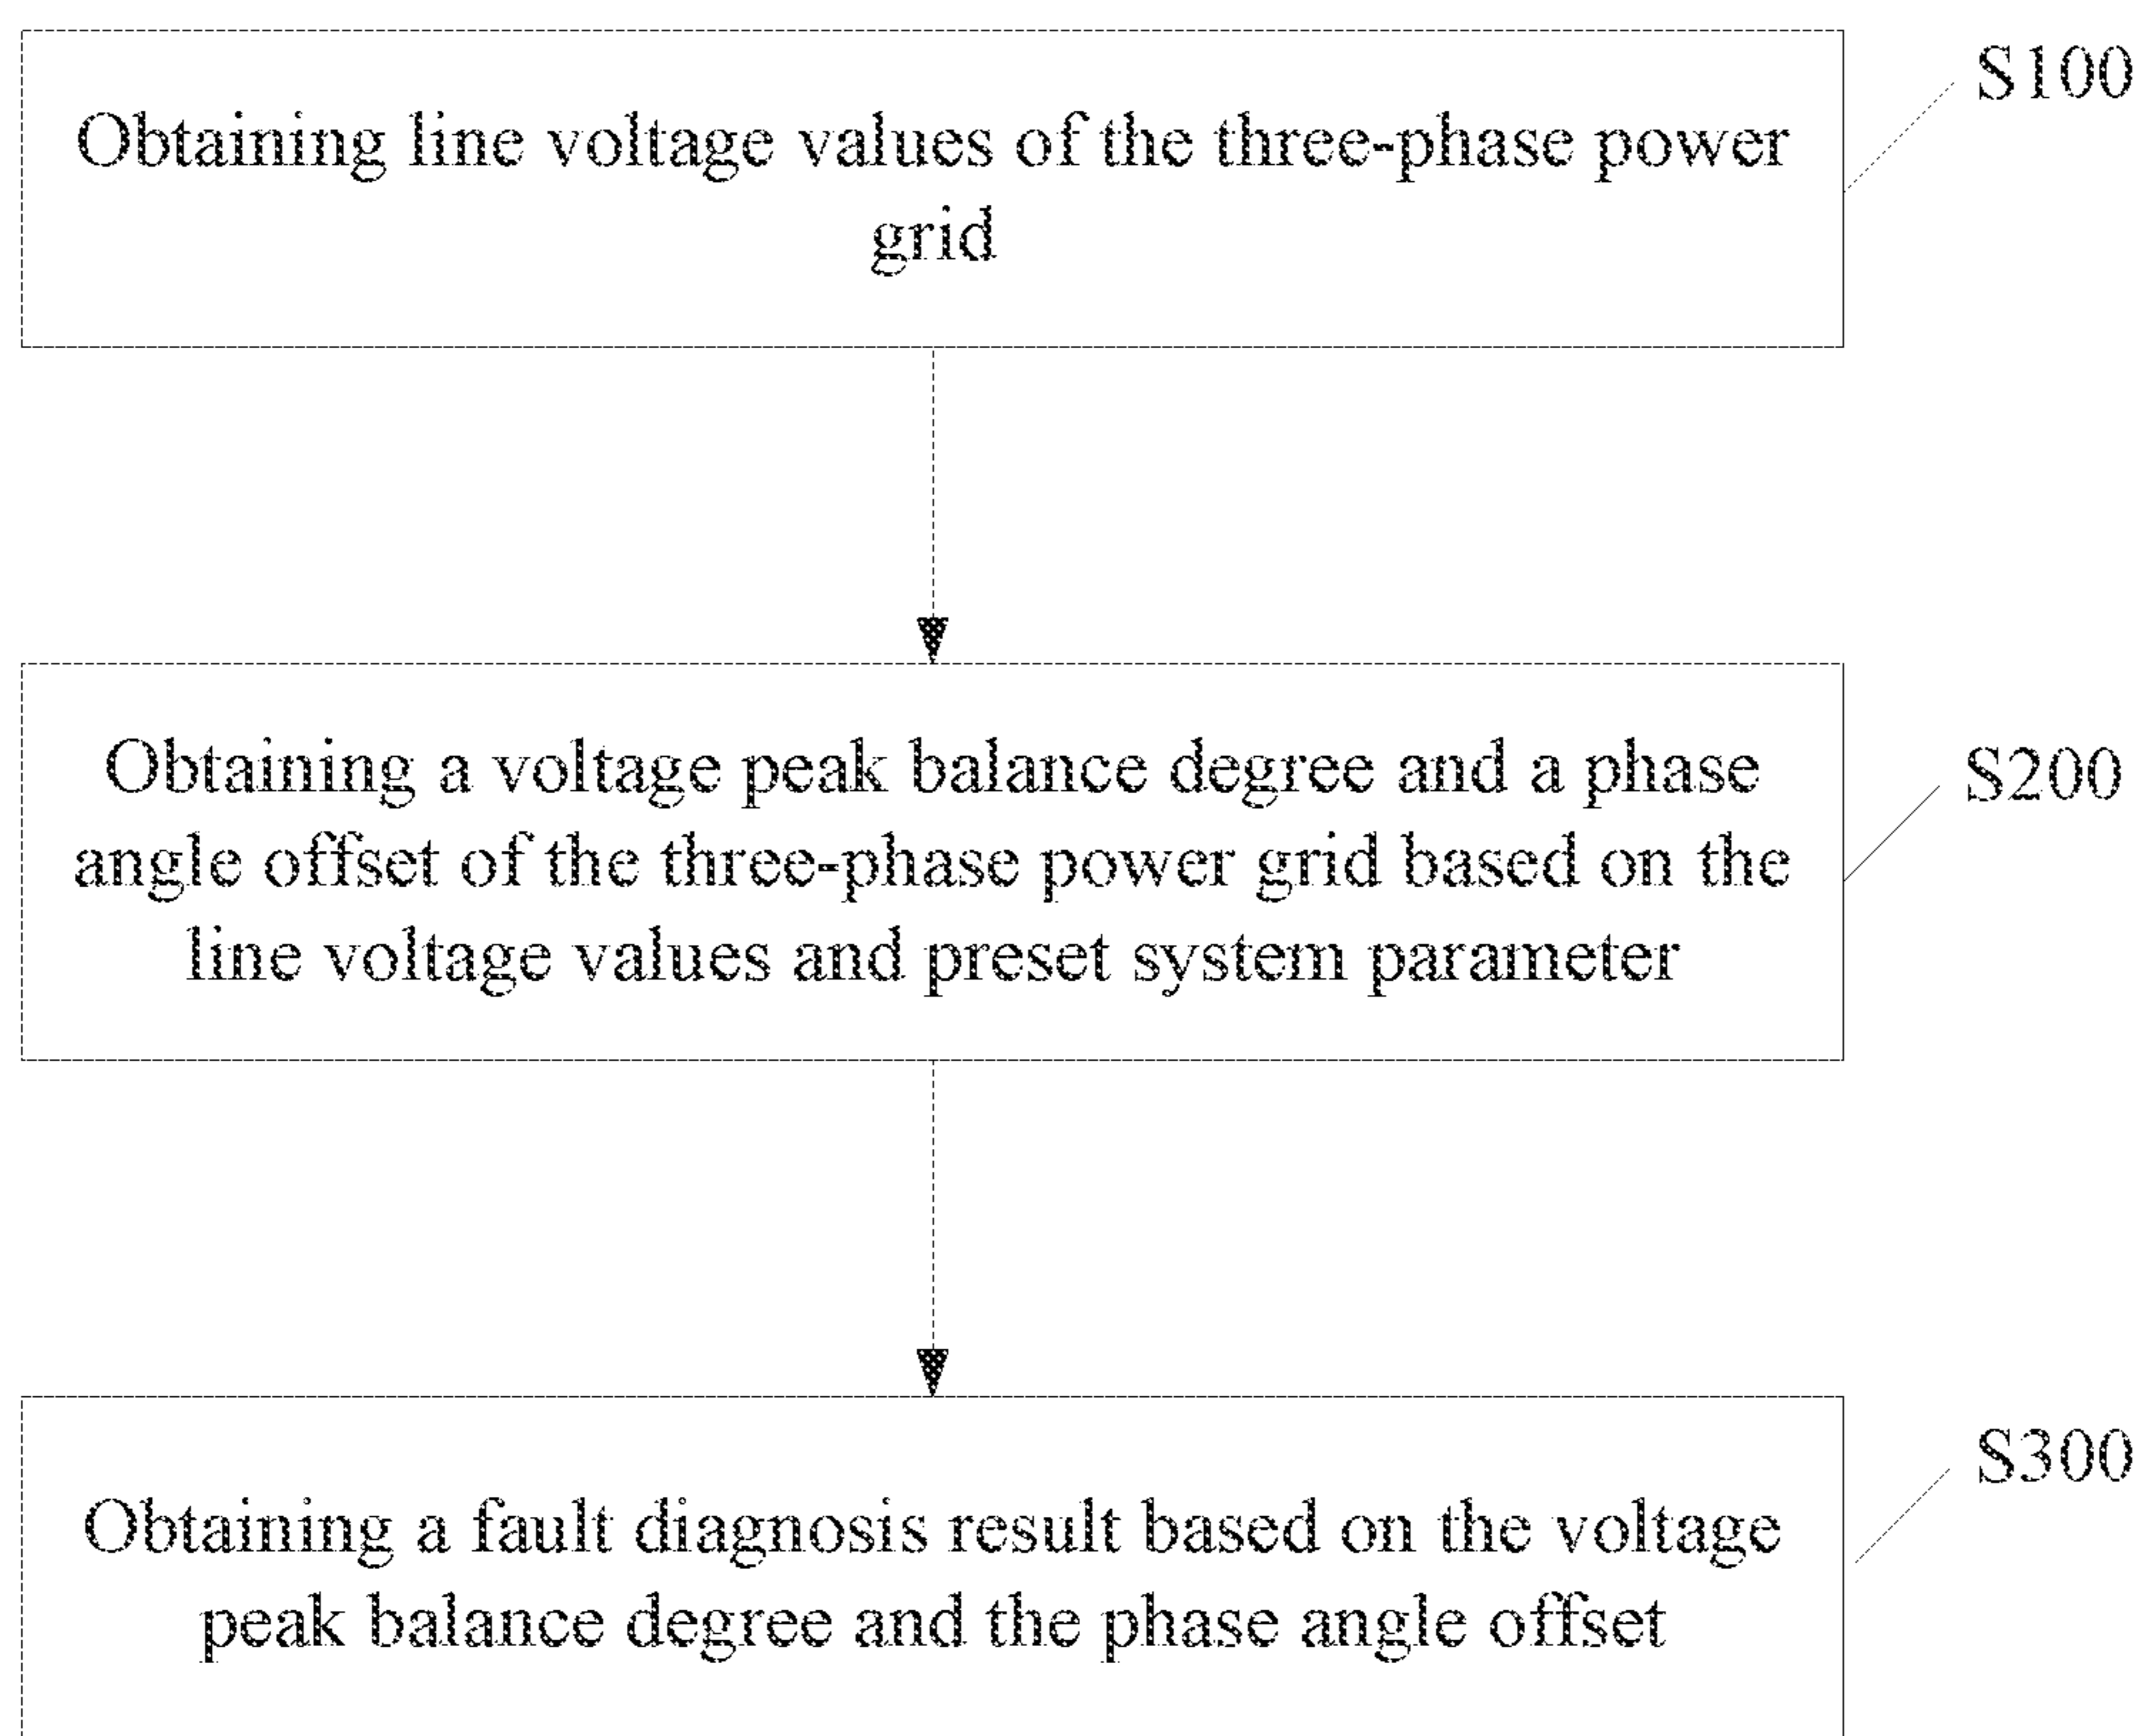 S100
Obtaining line voltage values of the three-phase power
grid
Obtaining a voltage peak balance degree and a phase
angle offset of the three-phase power grid based on the
line voltage values and preset system parameter
S200
Obtaining a fault diagnosis result based on the voltage
peak balance degree and the phase angle offset
S300